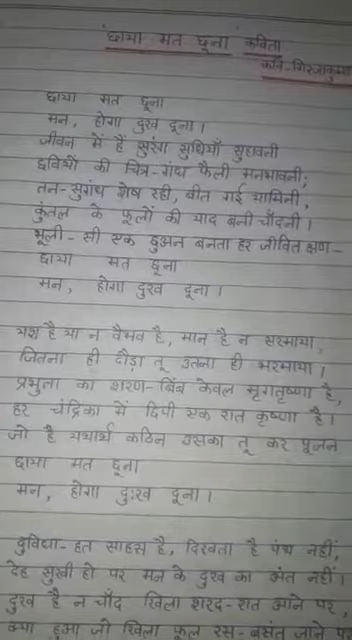 छाया मत छूना कविता
कवि - गिरजाकुमा
छाया मत छूना
मन, होगा दुख दूना।
जीवन में हैं सुरंग सुधियाँ सुहावनी
छवियों की चित्र-गंध फैली मनभावनी;
तन-सुगंध शेष रही, बीत गई यामिनी,
कुंतल के फूलों की याद बनी चाँदनी।
भूली-सी एक छुअन बनता हर जीवित क्षण-
छाया मत छूना
मन, होगा दुख दूना।
यश है या न वैभव है, मान है न सरमाया,
जितना ही दौड़ा तू उतना ही भरमाया।
प्रभुता का शरण-बिंब केवल मृगतृष्णा है,
हर चंद्रिका में छिपी एक रात कृष्णा है।
जो है यथार्थ कठिन उसका तू कर पूजन
छाया मत छूना
मन, होगा दुःख दूना।
दुविधा-हत साहस है, दिखता है पंथ नहीं,
देह सुखी हो पर मन के दुख का अंत नहीं।
दुख है न चाँद खिला शरद-रात आने पर,
क्या हुआ जो खिला फूल रस-बसंत जाने